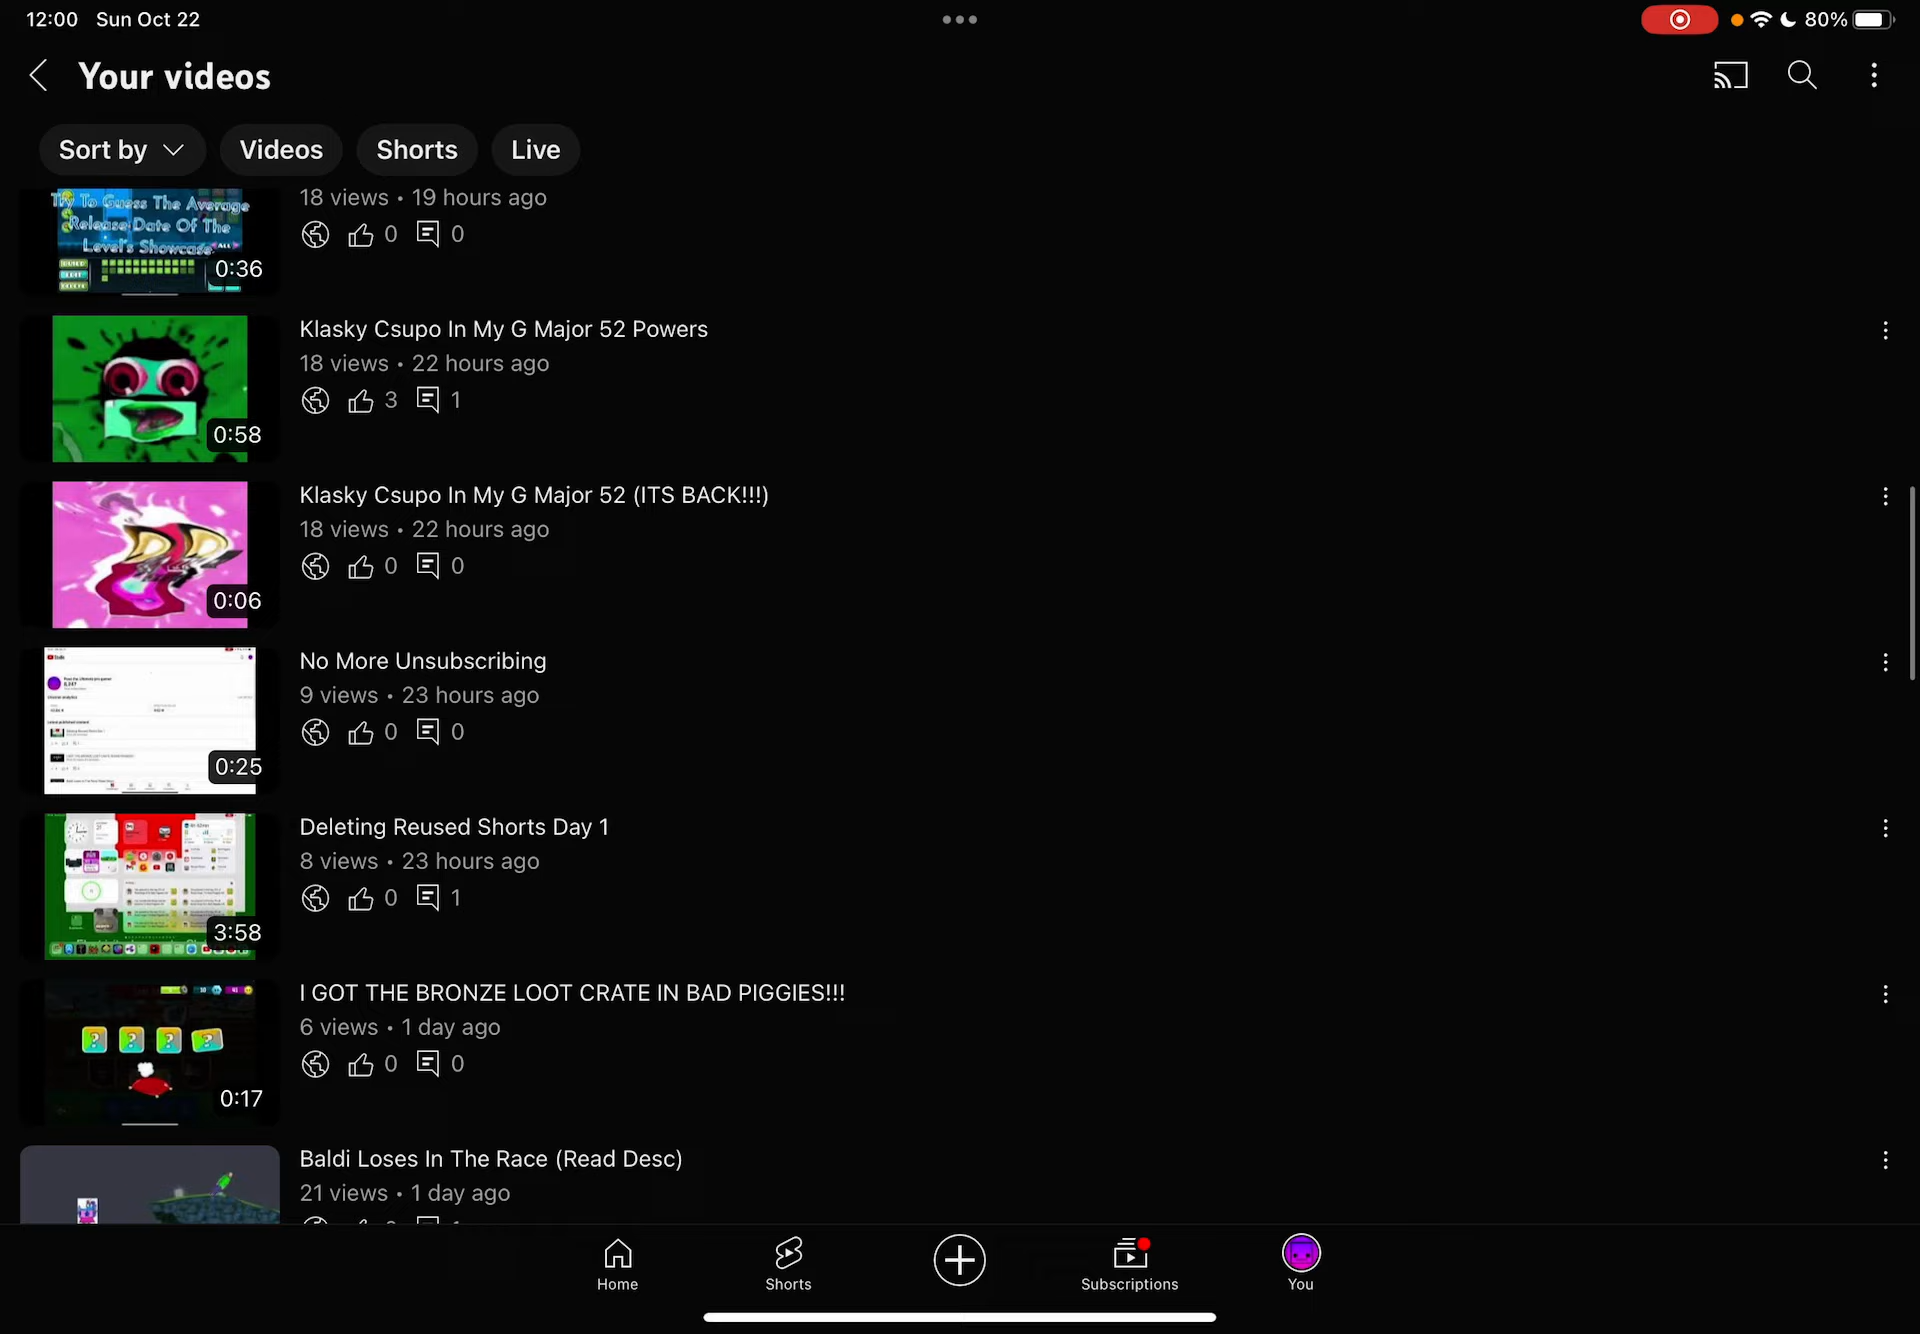 12:00 Sun Oct 22
80%
Your videos
Sort by
Videos
Shorts
Live
Try To Guess The Average
Release Date Of The
Level's Showcase
ALL
0:36
18 views • 19 hours ago
0 0
0:58
Klasky Csupo In My G Major 52 Powers
18 views • 22 hours ago
3 1
0:06
Klasky Csupo In My G Major 52 (ITS BACK!!!)
18 views • 22 hours ago
0 0
0:25
No More Unsubscribing
9 views • 23 hours ago
0 0
3:58
Deleting Reused Shorts Day 1
8 views • 23 hours ago
0 1
? ? ? ?
0:17
I GOT THE BRONZE LOOT CRATE IN BAD PIGGIES!!!
6 views • 1 day ago
0 0
Baldi Loses In The Race (Read Desc)
21 views • 1 day ago
Home
Shorts
Subscriptions
You